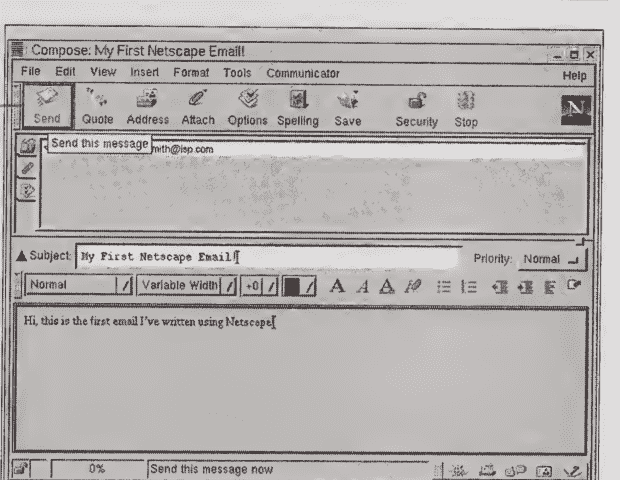 Compose: My First Netscape Email!
File Edit View Insert Format Tools Communicator Help
Send Quote Address Attach Options Spelling Save Security Stop
N
Send this message mith@isp.com
Subject: My First Netscape Email! Priority: Normal
Normal Variable Width +0 A A A
Hi, this is the first email I've written using Netscape
0% Send this message now